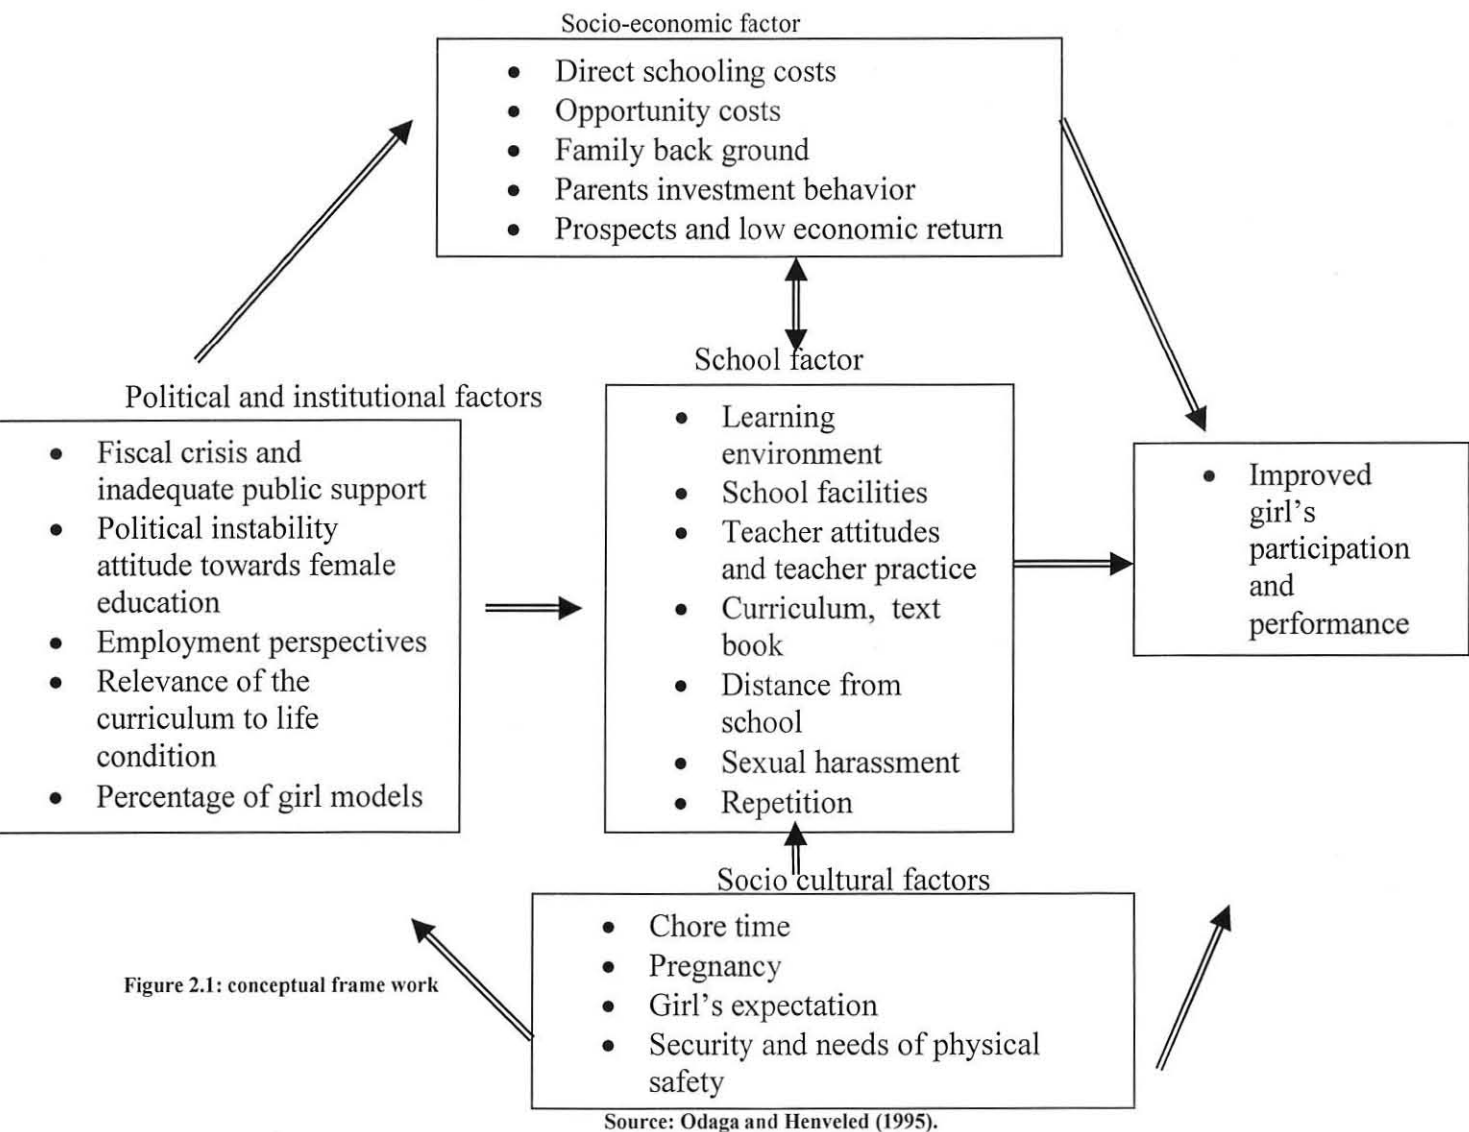 Socio-economic factor
• Direct schooling costs
• Opportunity costs
• Family back ground
• Parents investment behavior
• Prospects and low economic return
Political and institutional factors
• Fiscal crisis and
inadequate public support
• Political instability
attitude towards female
education
• Employment perspectives
• Relevance of the
curriculum to life
condition
• Percentage of girl models
School factor
• Learning
environment
• School facilities
• Teacher attitudes
and teacher practice
• Curriculum, text
book
• Distance from
school
• Sexual harassment
• Repetition
• Improved
girl's
participation
and
performance
Socio cultural factors
• Chore time
• Pregnancy
• Girl's expectation
• Security and needs of physical
safety
Figure 2.1: conceptual frame work
Source: Odaga and Henveled (1995).